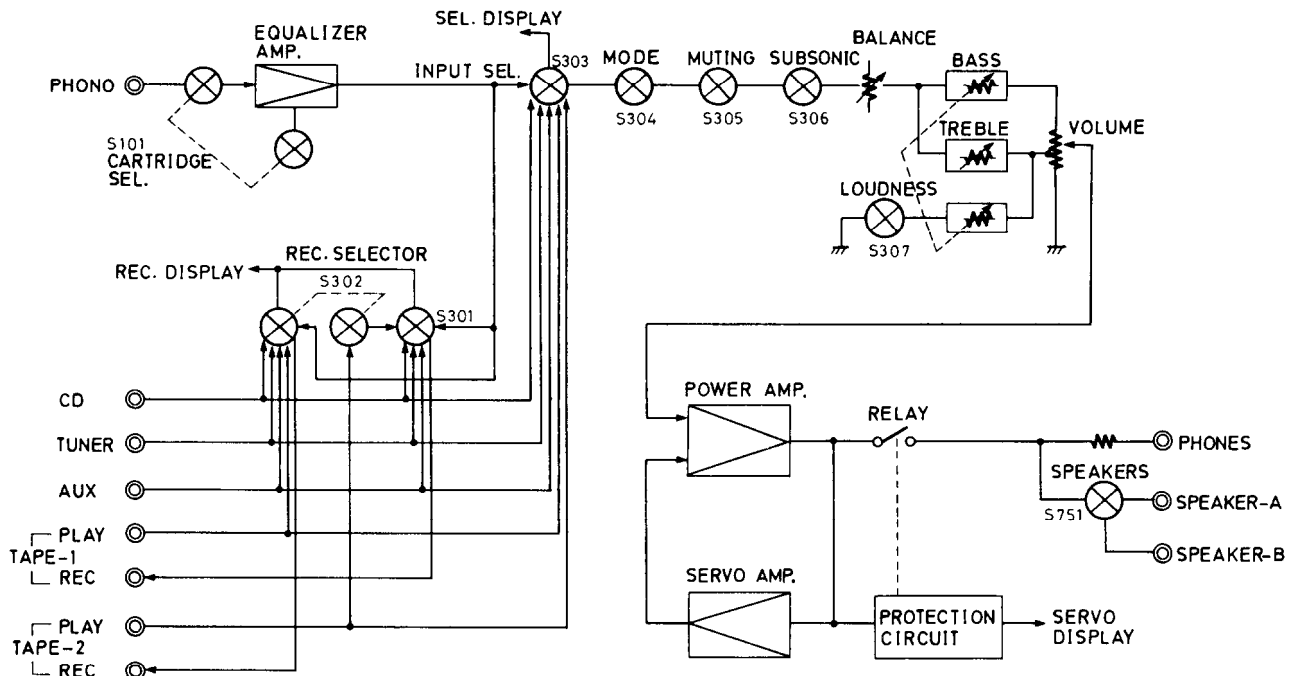 SEL. DISPLAY
EQUALIZER
AMP.
PHONO
INPUT SEL.
S303
MODE
S304
MUTING
S305
SUBSONIC
S306
BALANCE
BASS
TREBLE
VOLUME
LOUDNESS
S307
S101
CARTRIDGE
SEL.
REC. SELECTOR
REC. DISPLAY
S302
S301
CD
TUNER
AUX
PLAY
TAPE-1
REC
PLAY
TAPE-2
REC
POWER AMP.
RELAY
PHONES
SPEAKERS
S751
SPEAKER-A
SPEAKER-B
SERVO AMP.
PROTECTION
CIRCUIT
SERVO
DISPLAY